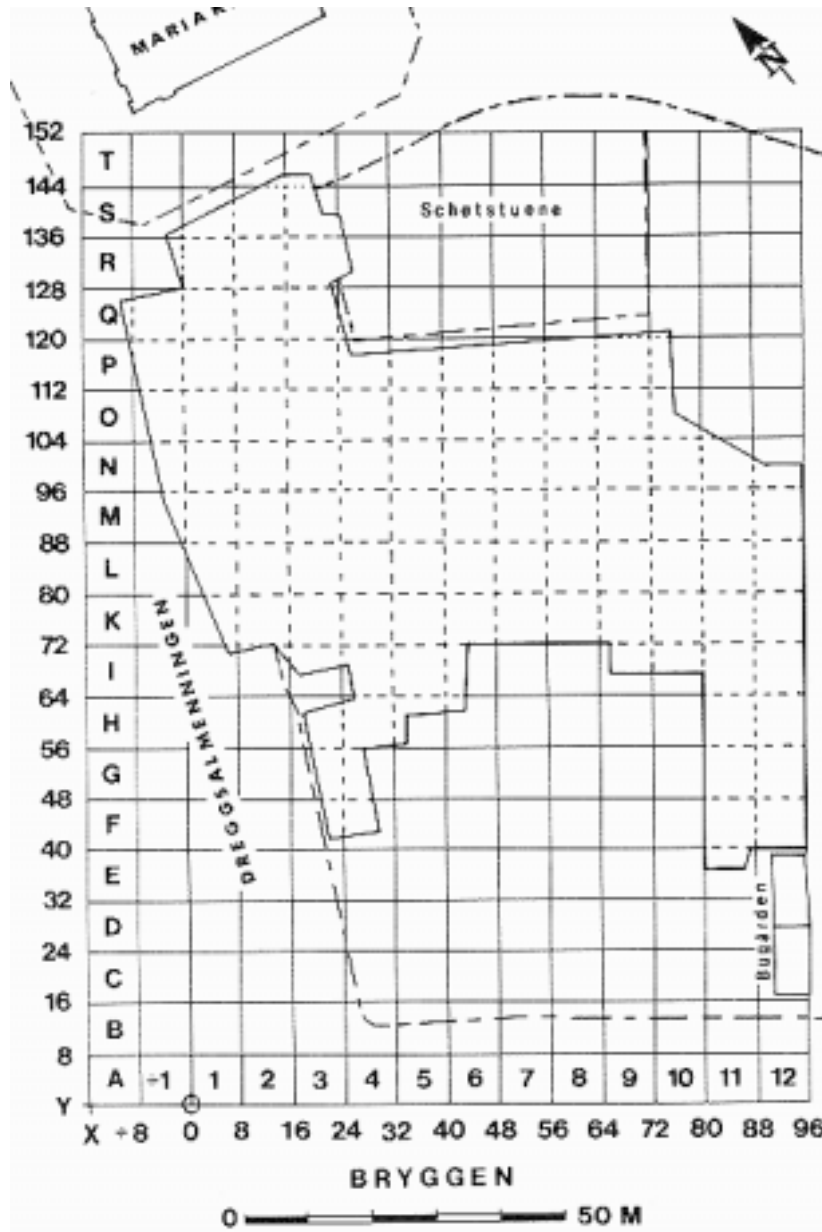 MARIAK
N
152
T
144
S
Schøtstuene
136
R
128
Q
120
P
112
O
104
N
96
M
88
L
80
K
72
I
64
H
56
G
48
F
40
E
32
D
24
C
16
B
8
DREGGSALMENNINGEN
Bugården
A ÷1 1 2 3 4 5 6 7 8 9 10 11 12
Y
X ÷8 0 8 16 24 32 40 48 56 64 72 80 88 96
BRYGGEN
0 50 M